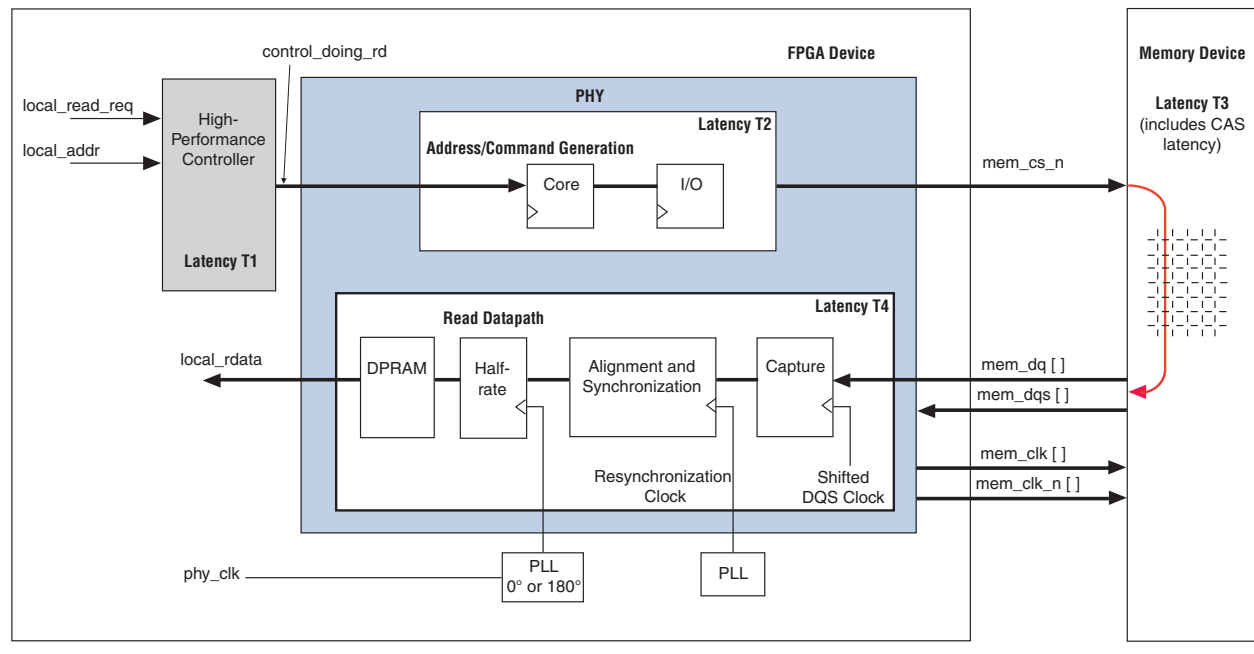 control_doing_rd
FPGA Device
Memory Device
PHY
local_read_req
High-
Performance
Controller
local_addr
Latency T1
Latency T2
Address/Command Generation
Core
I/O
mem_cs_n
Latency T3
(includes CAS
latency)
Latency T4
Read Datapath
local_rdata
DPRAM
Half-
rate
Alignment and
Synchronization
Capture
mem_dq [ ]
mem_dqs [ ]
mem_clk [ ]
mem_clk_n [ ]
Resynchronization
Clock
Shifted
DQS Clock
phy_clk
PLL
0° or 180°
PLL